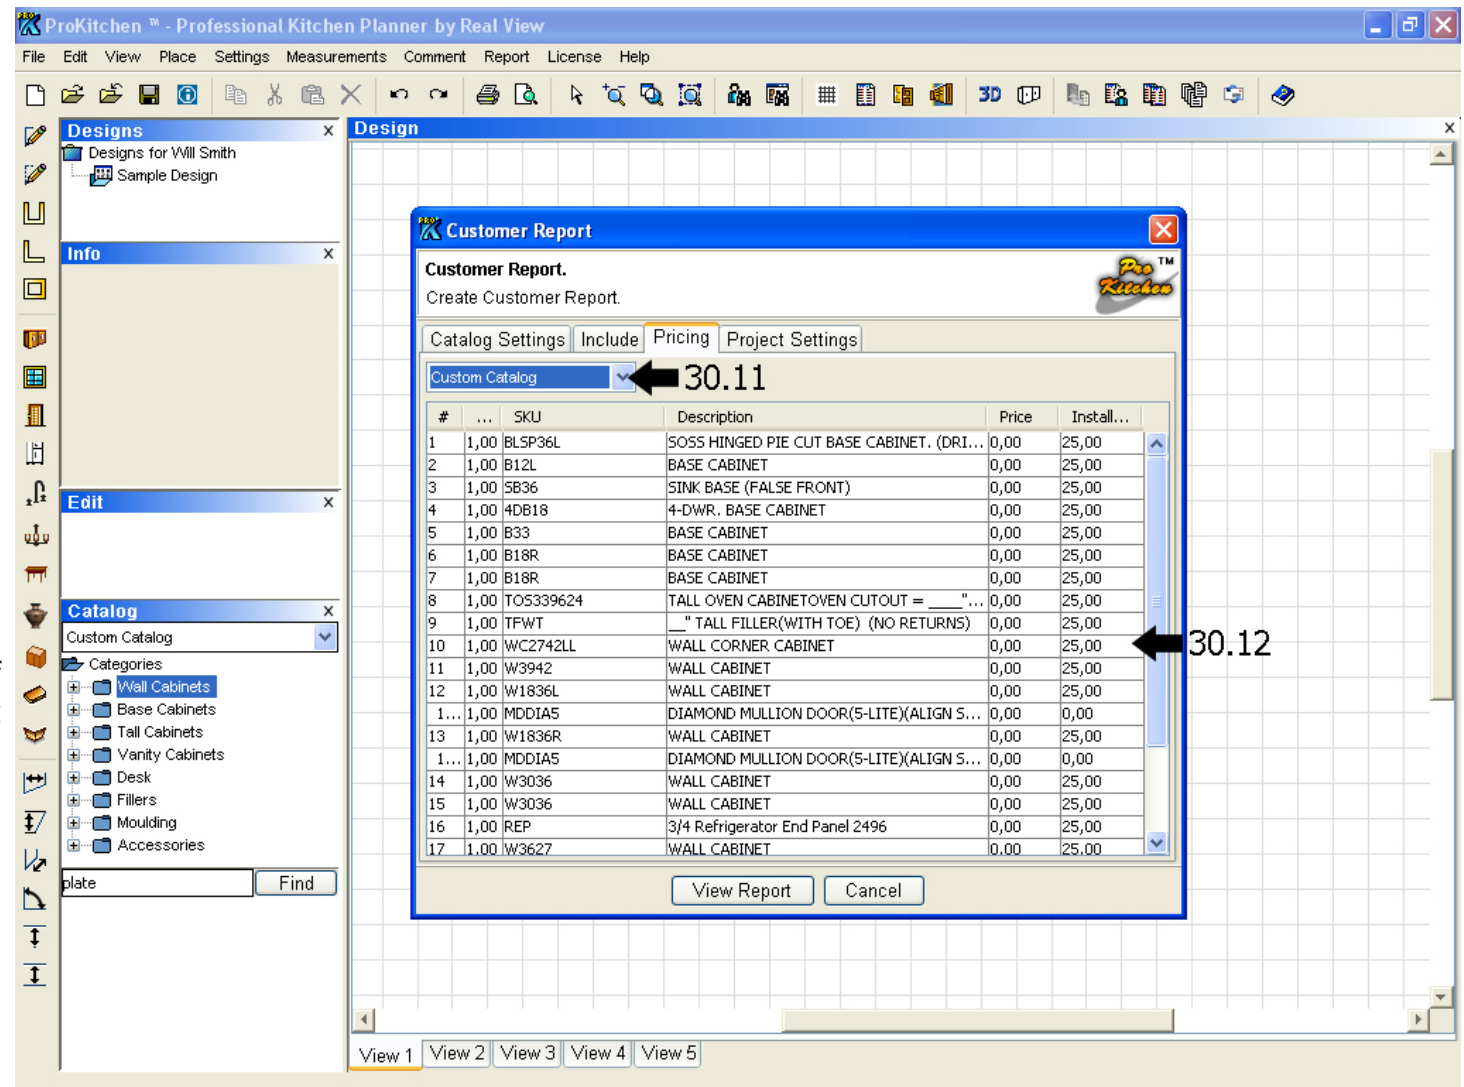 ProKitchen ™ - Professional Kitchen Planner by Real View
File Edit View Place Settings Measurements Comment Report License Help
3D
Designs x
Designs for Will Smith
Sample Design
Info x
Edit x
Catalog x
Custom Catalog
Categories
Wall Cabinets
Base Cabinets
Tall Cabinets
Vanity Cabinets
Desk
Fillers
Moulding
Accessories
plate Find
Design x
Customer Report
Customer Report.
Create Customer Report.
Pro Kitchen ™
Catalog Settings Include Pricing Project Settings
Custom Catalog 30.11
# ... SKU Description Price Install...
1 1,00 BLSP36L SOSS HINGED PIE CUT BASE CABINET. (DRI... 0,00 25,00
2 1,00 B12L BASE CABINET 0,00 25,00
3 1,00 SB36 SINK BASE (FALSE FRONT) 0,00 25,00
4 1,00 4DB18 4-DWR. BASE CABINET 0,00 25,00
5 1,00 B33 BASE CABINET 0,00 25,00
6 1,00 B18R BASE CABINET 0,00 25,00
7 1,00 B18R BASE CABINET 0,00 25,00
8 1,00 TOS339624 TALL OVEN CABINETOVEN CUTOUT = ____"... 0,00 25,00
9 1,00 TFWT __" TALL FILLER(WITH TOE) (NO RETURNS) 0,00 25,00
10 1,00 WC2742LL WALL CORNER CABINET 0,00 25,00 30.12
11 1,00 W3942 WALL CABINET 0,00 25,00
12 1,00 W1836L WALL CABINET 0,00 25,00
1... 1,00 MDDIA5 DIAMOND MULLION DOOR(5-LITE)(ALIGN S... 0,00 0,00
13 1,00 W1836R WALL CABINET 0,00 25,00
1... 1,00 MDDIA5 DIAMOND MULLION DOOR(5-LITE)(ALIGN S... 0,00 0,00
14 1,00 W3036 WALL CABINET 0,00 25,00
15 1,00 W3036 WALL CABINET 0,00 25,00
16 1,00 REP 3/4 Refrigerator End Panel 2496 0,00 25,00
17 1,00 W3627 WALL CABINET 0,00 25,00
View Report Cancel
View 1 View 2 View 3 View 4 View 5